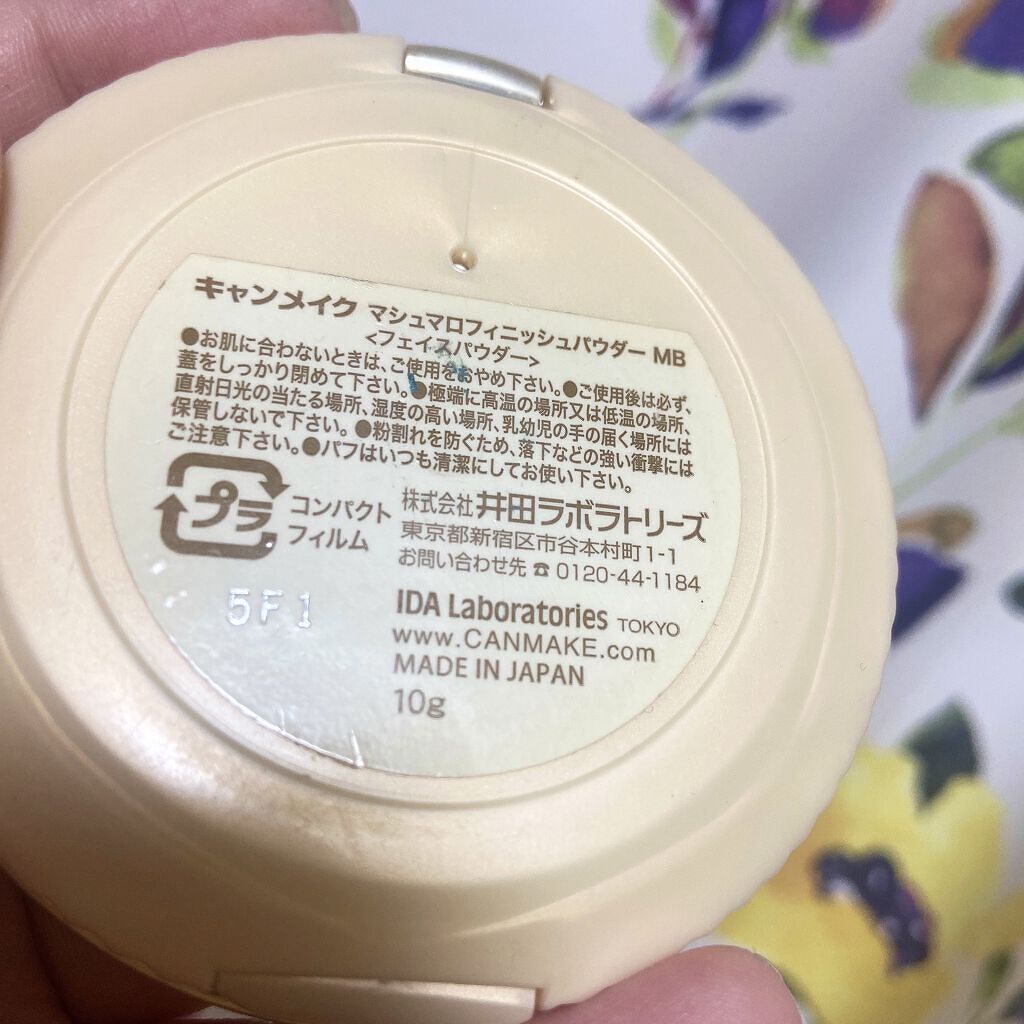 キャンメイク マシュマロフィニッシュパウダー MB
<フェイスパウダー>
●お肌に合わないときは、ご使用をおやめ下さい。●ご使用後は必ず、
蓋をしっかり閉めて下さい。●極端に高温の場所又は低温の場所、
直射日光の当たる場所、湿度の高い場所、乳幼児の手の届く場所には
保管しないで下さい。●粉割れを防ぐため、落下などの強い衝撃には
ご注意下さい。●パフはいつも清潔にしてお使い下さい。
プラ
コンパクト
フィルム
株式会社 井田ラボラトリーズ
東京都新宿区市谷本村町1-1
お問い合わせ先 ☎ 0120-44-1184
5F1
IDA Laboratories TOKYO
www.CANMAKE.com
MADE IN JAPAN
10g